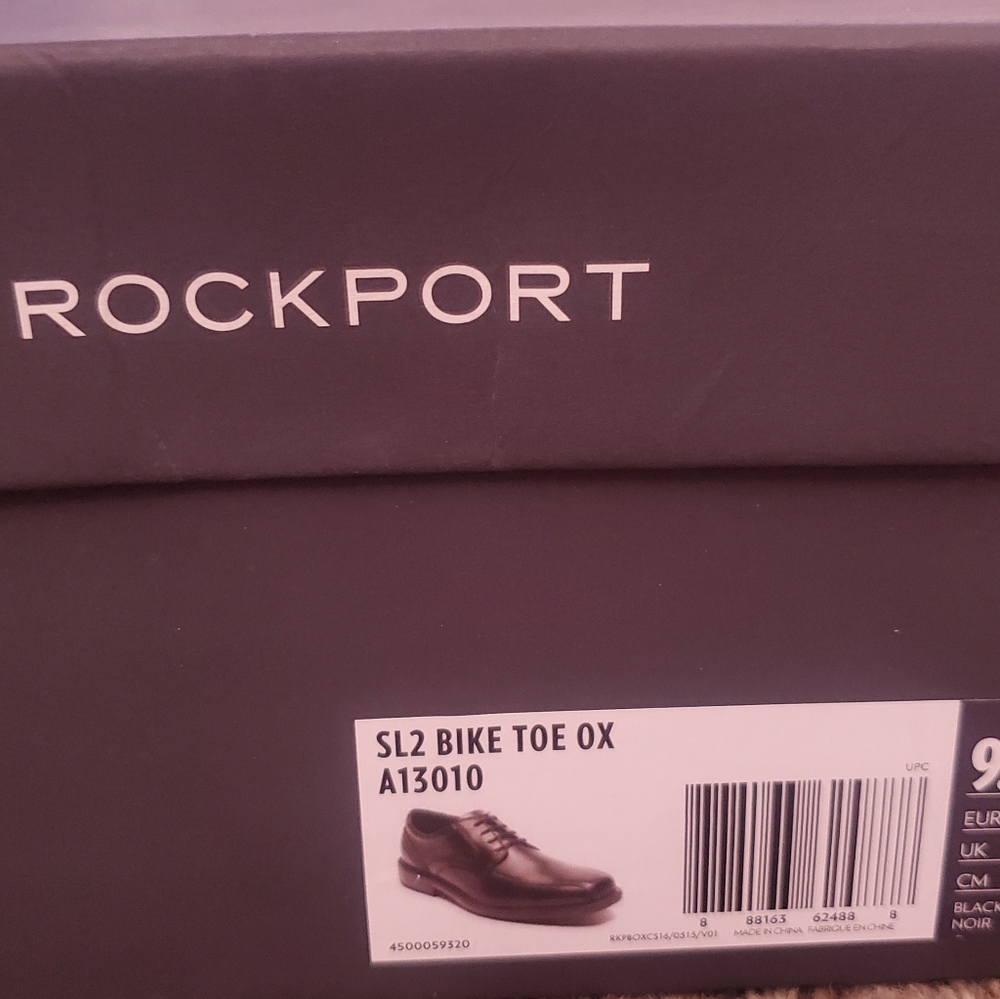 ROCKPORT
SL2 BIKE TOE OX
A13010
UPC
8 88163 62488 8
RKPBOXCS16/0515/V01 MADE IN CHINA FABRIQUE EN CHINE
4500059320
9
EUR
UK
CM
BLACK
NOIR